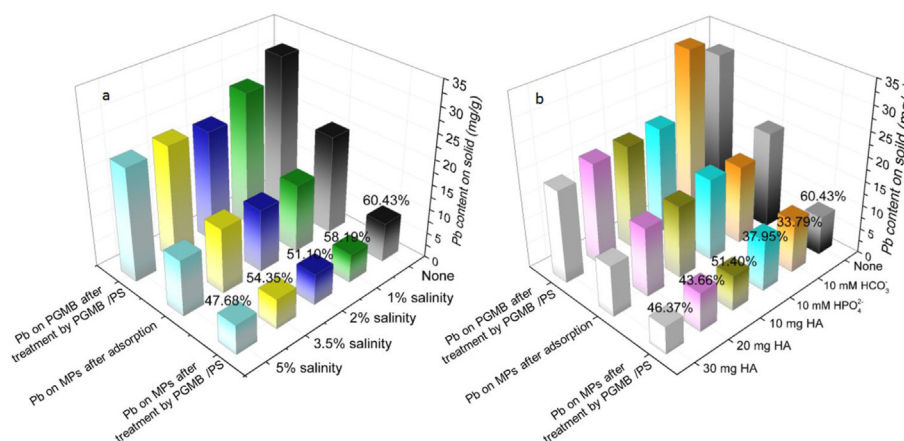 a
35
30
25
20
15
10
5
0
Pb content on solid (mg/g)
60.43%
58.19%
51.10%
54.35%
47.68%
None
1% salinity
2% salinity
3.5% salinity
5% salinity
Pb on PGMB after
treatment by PGMB /PS
Pb on MPs after adsorption
Pb on MPs after
treatment by PGMB /PS
b
35
30
25
20
15
10
5
0
Pb content on solid
60.43%
33.79%
37.95%
51.40%
43.66%
46.37%
None
10 mM HCO₃⁻
10 mM HPO₄²⁻
10 mg HA
20 mg HA
30 mg HA
Pb on PGMB after
treatment by PGMB /PS
Pb on MPs after adsorption
Pb on MPs after
treatment by PGMB /PS